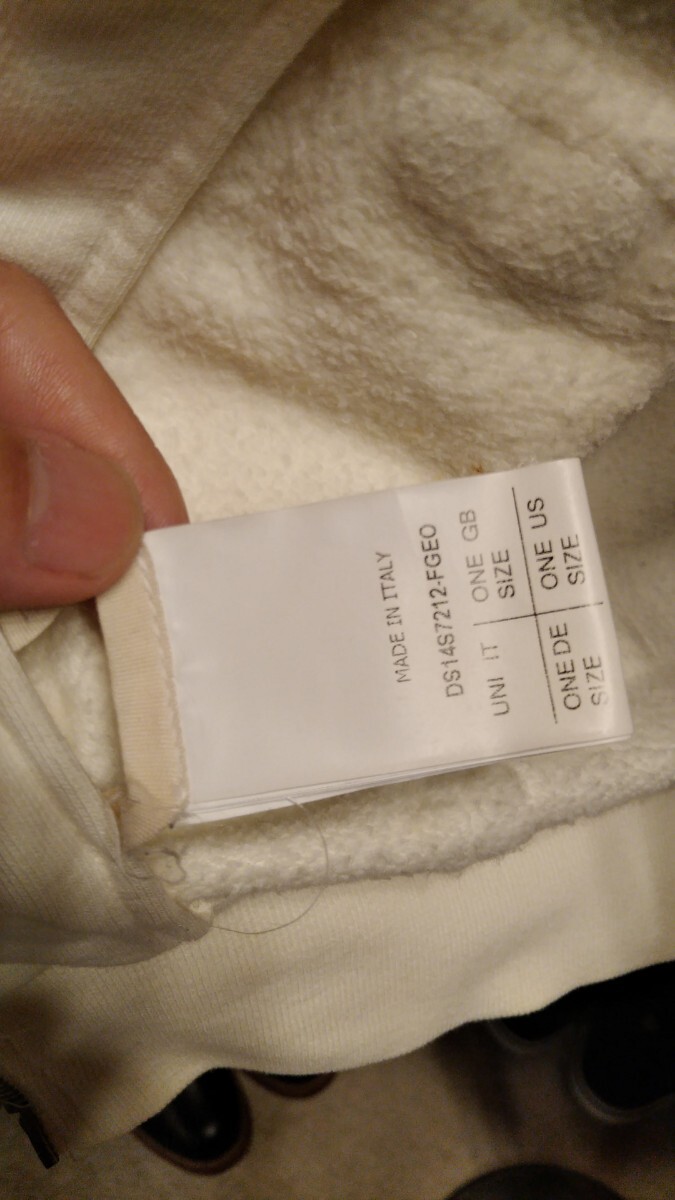 MADE IN ITALY
DS14S7212-FGEO
UNI IT
ONE GB
SIZE
ONE DE
SIZE
ONE US
SIZE